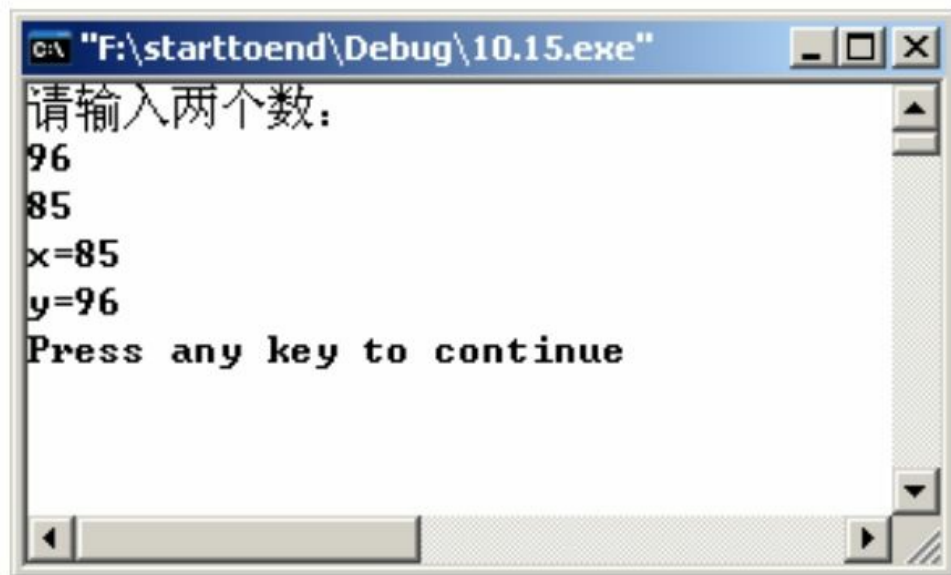 "F:\starttoend\Debug\10.15.exe"
请输入两个数：
96
85
x=85
y=96
Press any key to continue